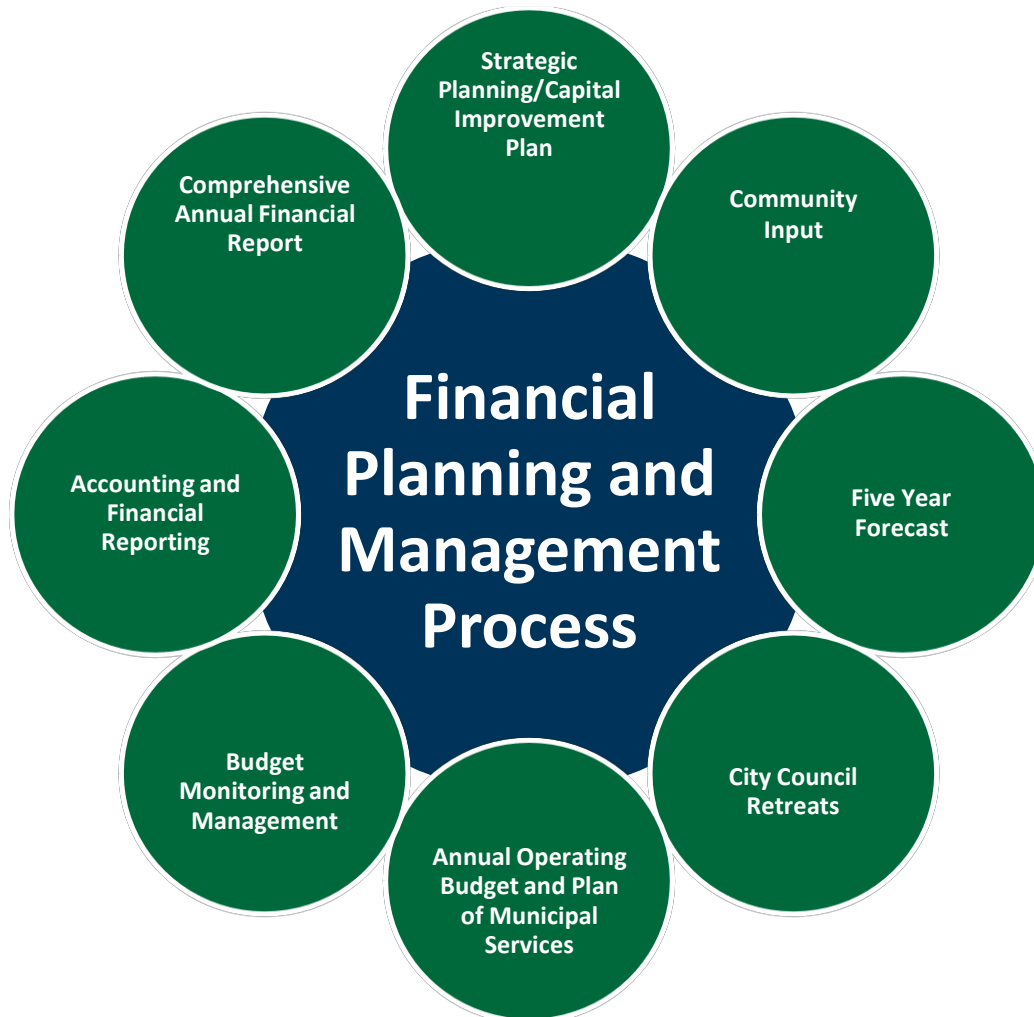 Strategic
Planning/Capital
Improvement
Plan
Community
Input
Five Year
Forecast
City Council
Retreats
Annual Operating
Budget and Plan
of Municipal
Services
Budget
Monitoring and
Management
Accounting and
Financial
Reporting
Comprehensive
Annual Financial
Report
Financial
Planning and
Management
Process